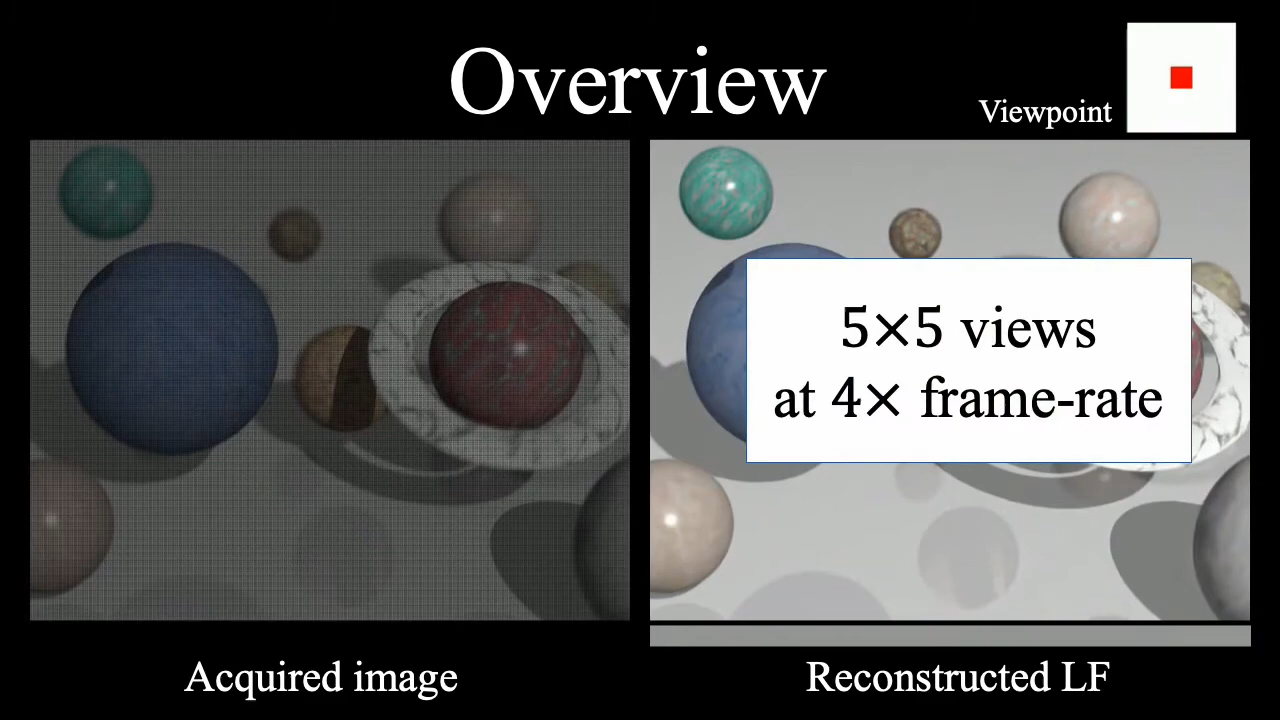 Overview
Viewpoint
5×5 views
at 4× frame-rate
Acquired image
Reconstructed LF